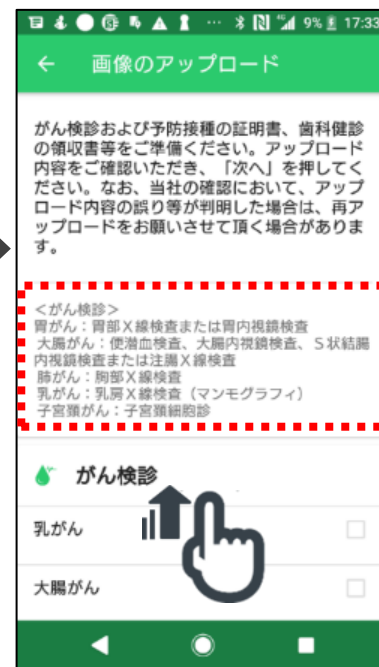 9% 17:33
画像のアップロード
がん検診および予防接種の証明書、歯科健診
の領収書等をご準備ください。アップロード
内容をご確認いただき、「次へ」を押してく
ださい。なお、当社の確認において、アップ
ロード内容の誤り等が判明した場合は、再ア
ップロードをお願いさせて頂く場合がありま
す。
<がん検診>
胃がん：胃部X線検査または胃内視鏡検査
大腸がん：便潜血検査、大腸内視鏡検査、S状結腸
内視鏡検査または注腸X線検査
肺がん：胸部X線検査
乳がん：乳房X線検査（マンモグラフィ）
子宮頸がん：子宮頸細胞診
がん検診
乳がん
大腸がん